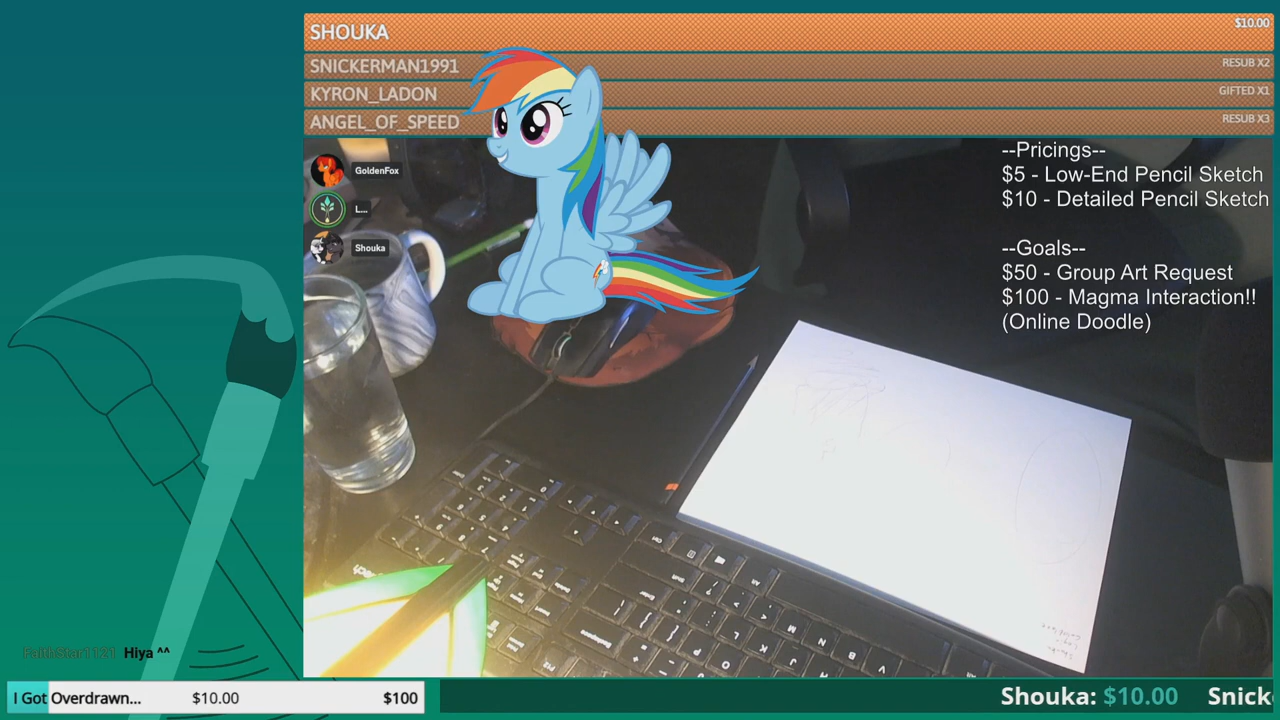 SHOUKA $10.00
SNICKERMAN1991 RESUB X2
KYRON_LADON GIFTED X1
ANGEL_OF_SPEED RESUB X3
GoldenFox
L...
Shouka
--Pricings--
$5 - Low-End Pencil Sketch
$10 - Detailed Pencil Sketch
--Goals--
$50 - Group Art Request
$100 - Magma Interaction!!
(Online Doodle)
FaithStar1121 Hiya ^^
I Got Overdrawn... $10.00 $100
Shouka: $10.00 Snick